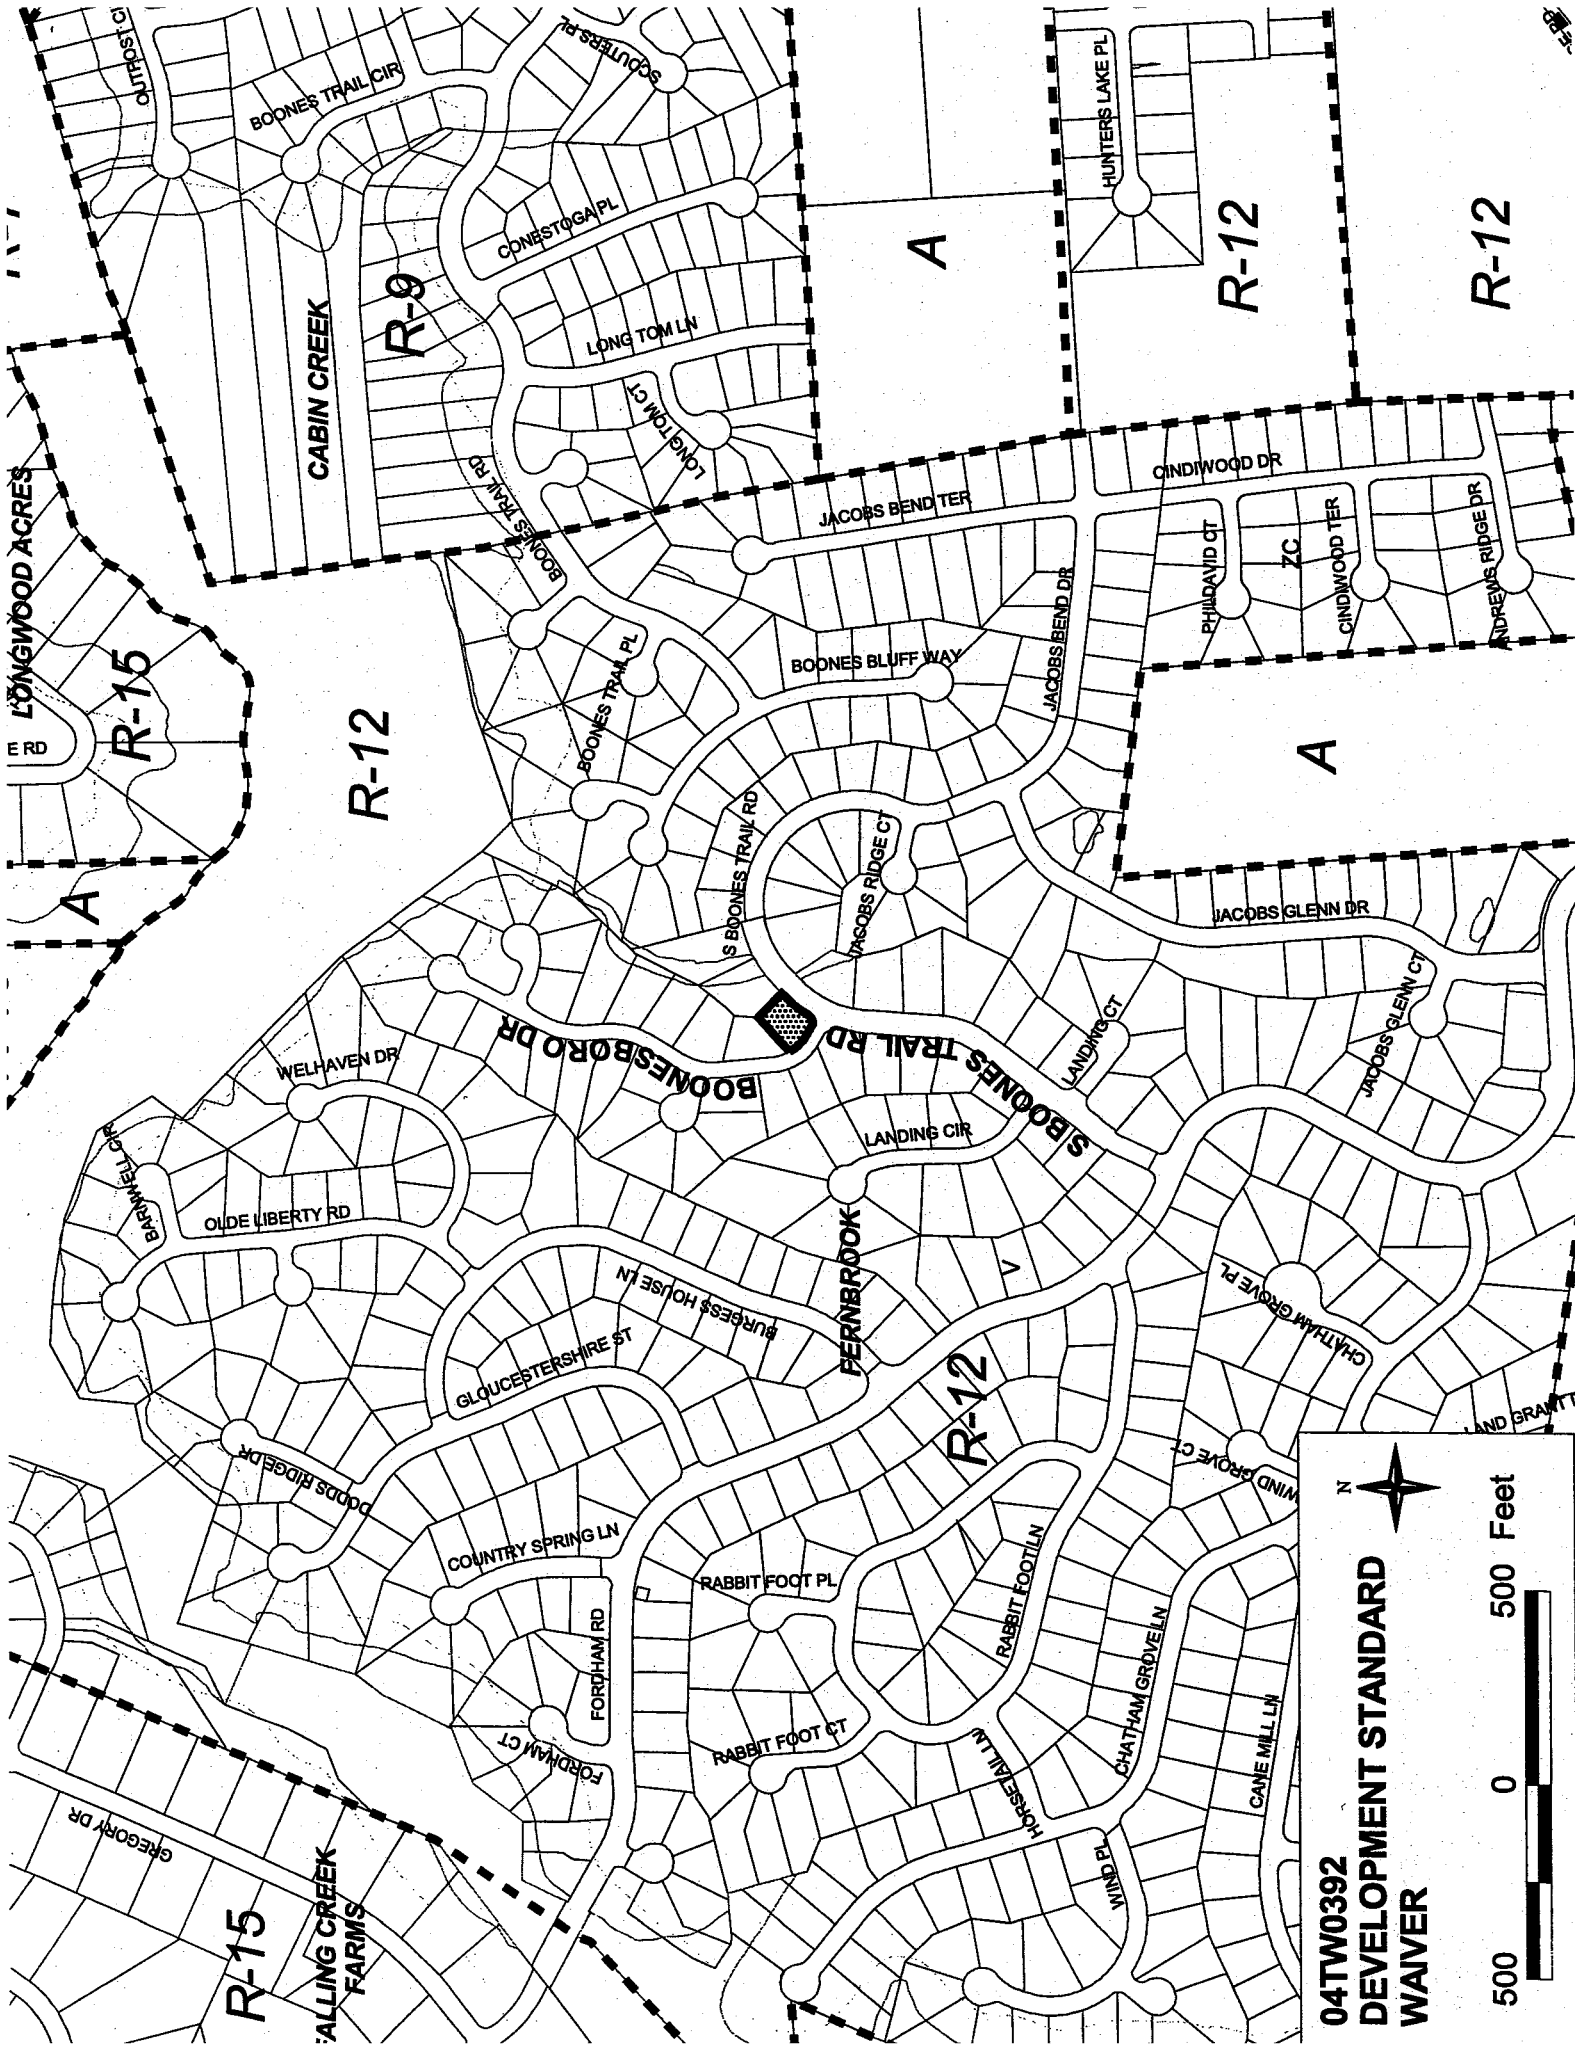 OUTPOST C
BOONES TRAIL CIR
SCOUTERS PL
HUNTERS LAKE PL
CONESTOGA PL
A
R-12
R-12
R-9
CABIN CREEK
LONG TOM LN
LONG TOM CT
BOONES TRAIL RD
BOONES
LONGWOOD ACRES
R-15
E RD
A
R-12
JACOBS BEND TER
CINDIWOOD DR
PHILDAVID CT
ZC
CINDIWOOD TER
ANDREWS RIDGE DR
JACOBS BEND DR
BOONES TRAIL PL
BOONES BLUFF WAY
A
S BOONES TRAIL RD
JACOBS RIDGE CT
JACOBS GLENN DR
JACOBS GLENN CT
WELHAVEN DR
BOONESBORO DR
S BOONES TRAIL RD
LANDING CT
LANDING CIR
BARNWELL CIR
OLDE LIBERTY RD
BURGESS HOUSE LN
FERNBROOK
V
CHATHAM GROVE PL
GLOUCESTERSHIRE ST
R-12
LAND GRANT T
DODDS RIDGE DR
WIND GROVE CT
COUNTRY SPRING LN
RABBIT FOOT PL
RABBIT FOOT LN
FORDHAM RD
FORDHAM CT
RABBIT FOOT CT
CHATHAM GROVE LN
HORSETAIL LN
CANE MILL LN
WIND PL
GREGORY DR
R-15
FALLING CREEK
FARMS
N
04TW0392
DEVELOPMENT STANDARD
WAIVER
500 0 500 Feet